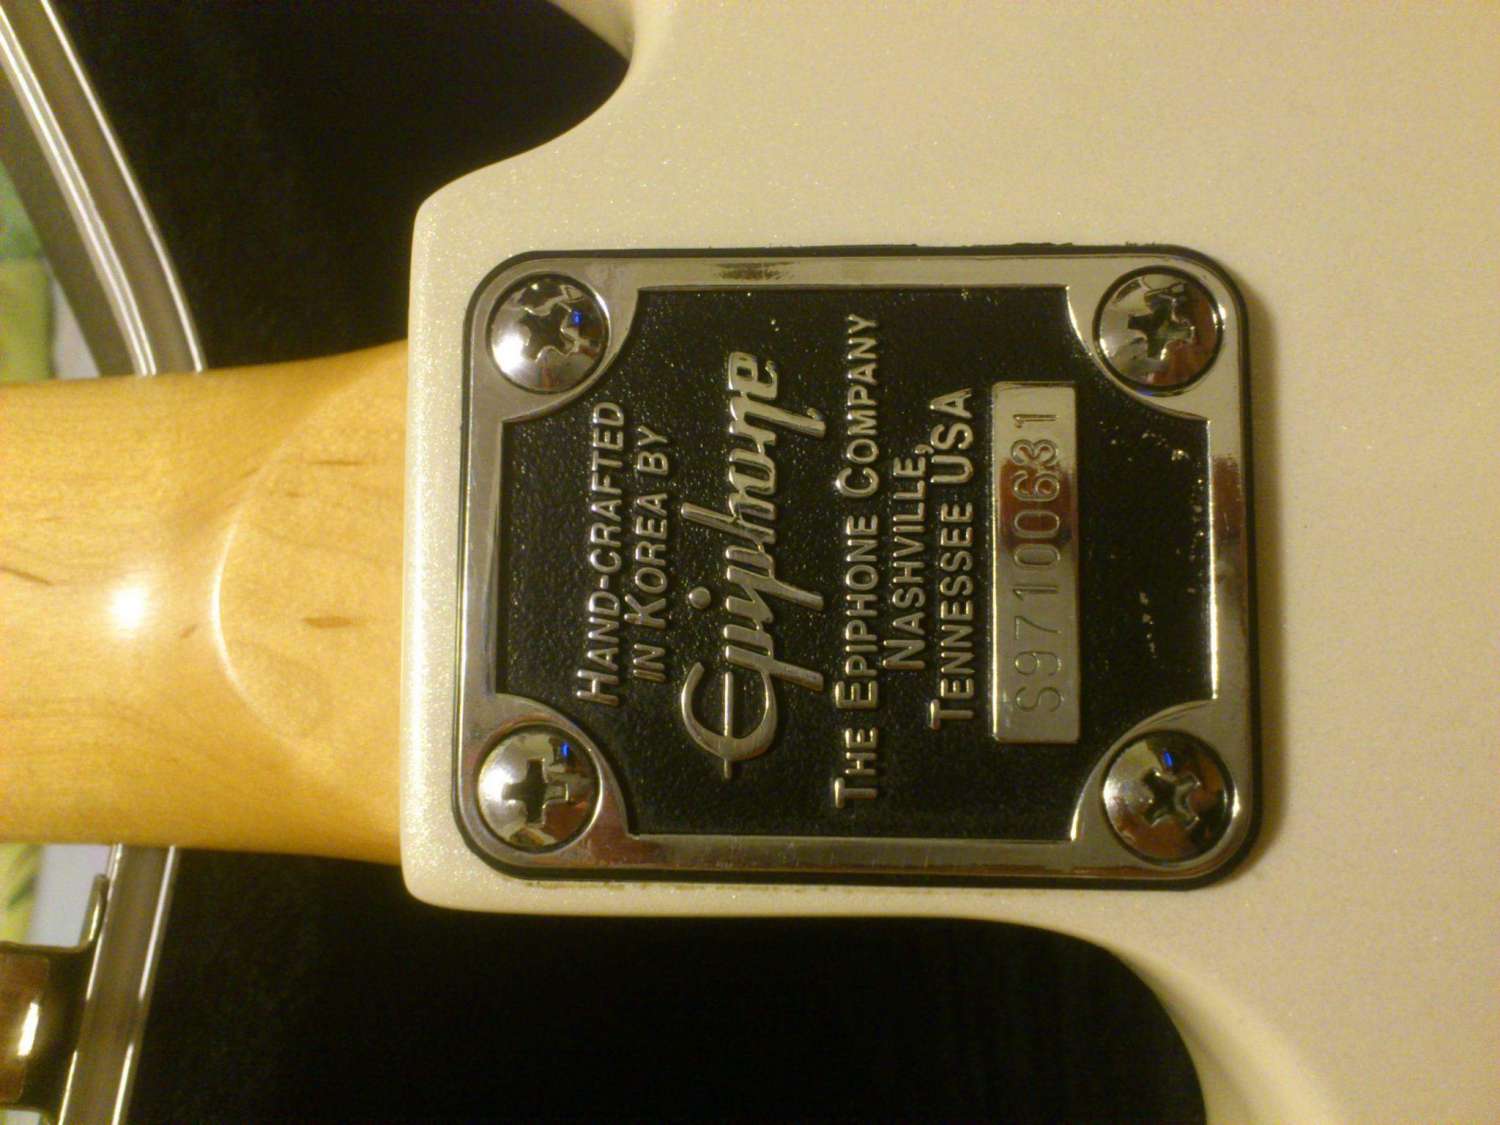 HAND-CRAFTED
IN KOREA BY
Epiphone
THE EPIPHONE COMPANY
NASHVILLE,
TENNESSEE USA
S97100631